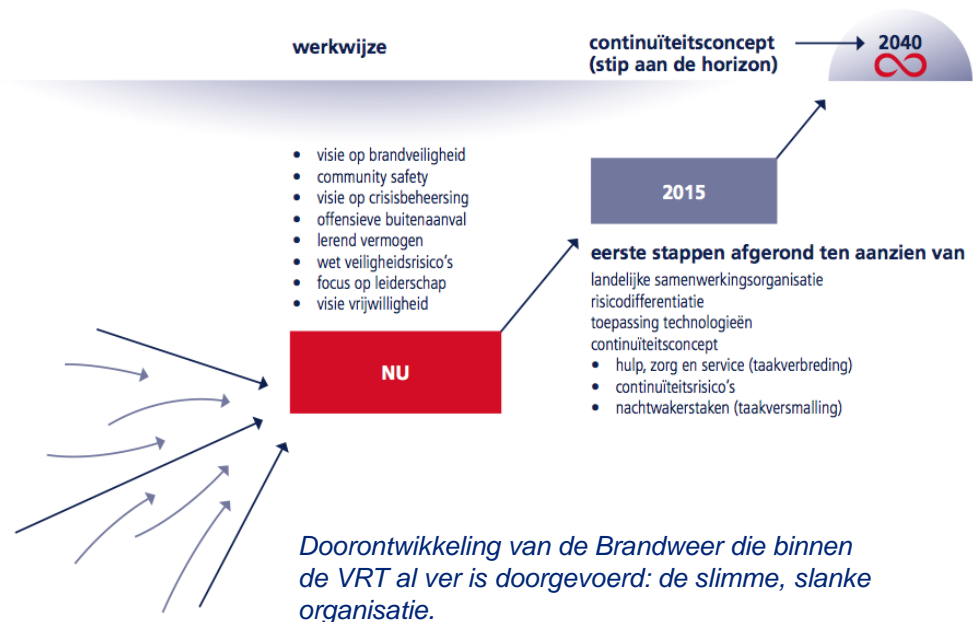 werkwijze
continuïteitsconcept
(stip aan de horizon)
2040
• visie op brandveiligheid
• community safety
• visie op crisisbeheersing
• offensieve buitenaanval
• lerend vermogen
• wet veiligheidsrisico's
• focus op leiderschap
• visie vrijwilligheid
NU
2015
eerste stappen afgerond ten aanzien van
landelijke samenwerkingsorganisatie
risicodifferentiatie
toepassing technologieën
continuïteitsconcept
• hulp, zorg en service (taakverbreding)
• continuïteitsrisico's
• nachtwakerstaken (taakversmalling)
Doorontwikkeling van de Brandweer die binnen
de VRT al ver is doorgevoerd: de slimme, slanke
organisatie.